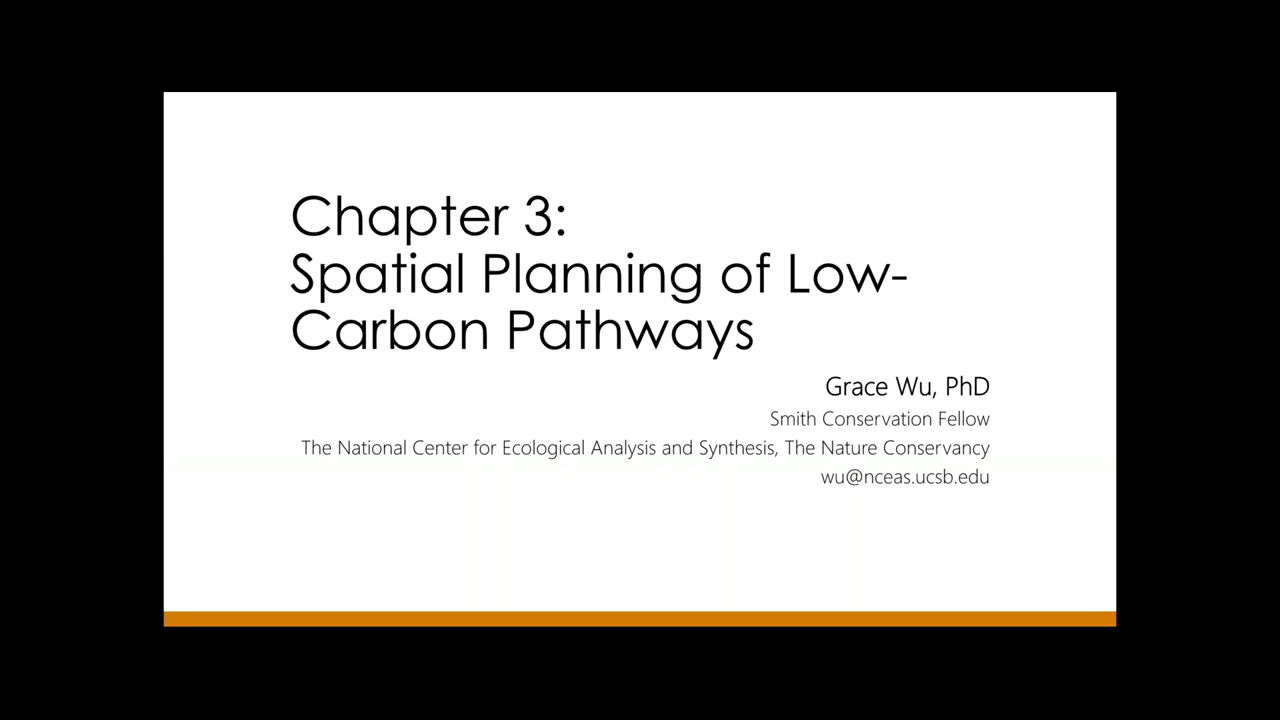 Chapter 3:
Spatial Planning of Low-
Carbon Pathways
Grace Wu, PhD
Smith Conservation Fellow
The National Center for Ecological Analysis and Synthesis, The Nature Conservancy
wu@nceas.ucsb.edu